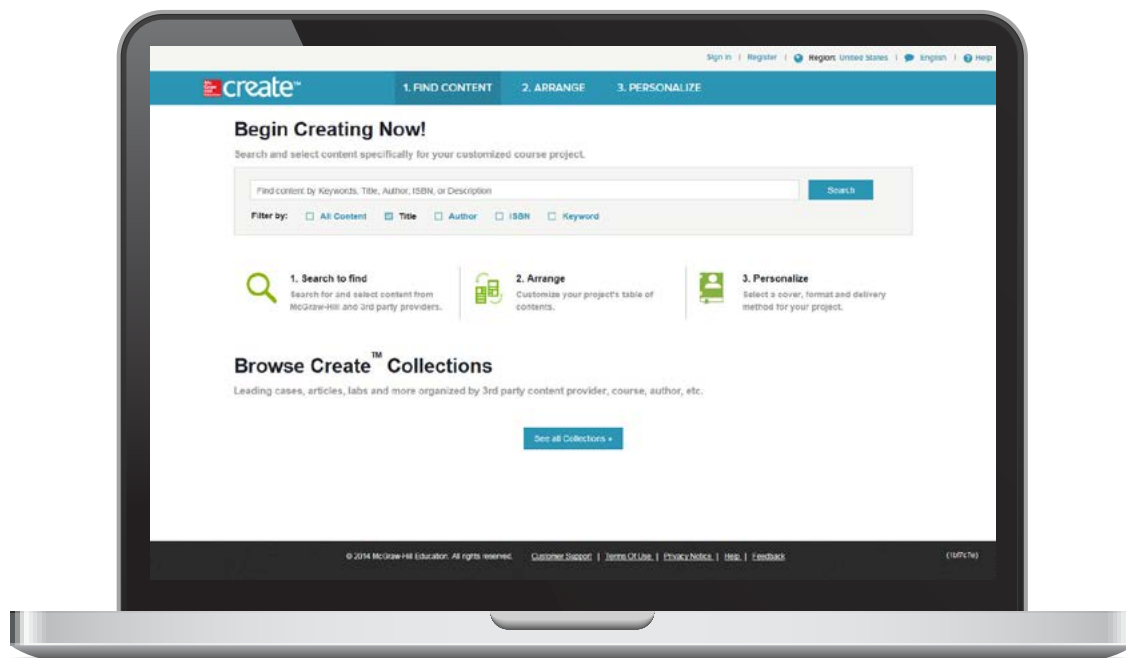 Sign in | Register | Region: United States | English | Help
create™
1. FIND CONTENT 2. ARRANGE 3. PERSONALIZE
Begin Creating Now!
Search and select content specifically for your customized course project.
Find content by Keywords, Title, Author, ISBN, or Description
Search
Filter by: All Content Title Author ISBN Keyword
1. Search to find
Search for and select content from
McGraw-Hill and 3rd party providers.
2. Arrange
Customize your project's table of
contents.
3. Personalize
Select a cover, format and delivery
method for your project.
Browse Create™ Collections
Leading cases, articles, labs and more organized by 3rd party content provider, course, author, etc.
See all Collections »
© 2014 McGraw-Hill Education. All rights reserved. Customer Support | Terms Of Use | Privacy Notice | Help | Feedback